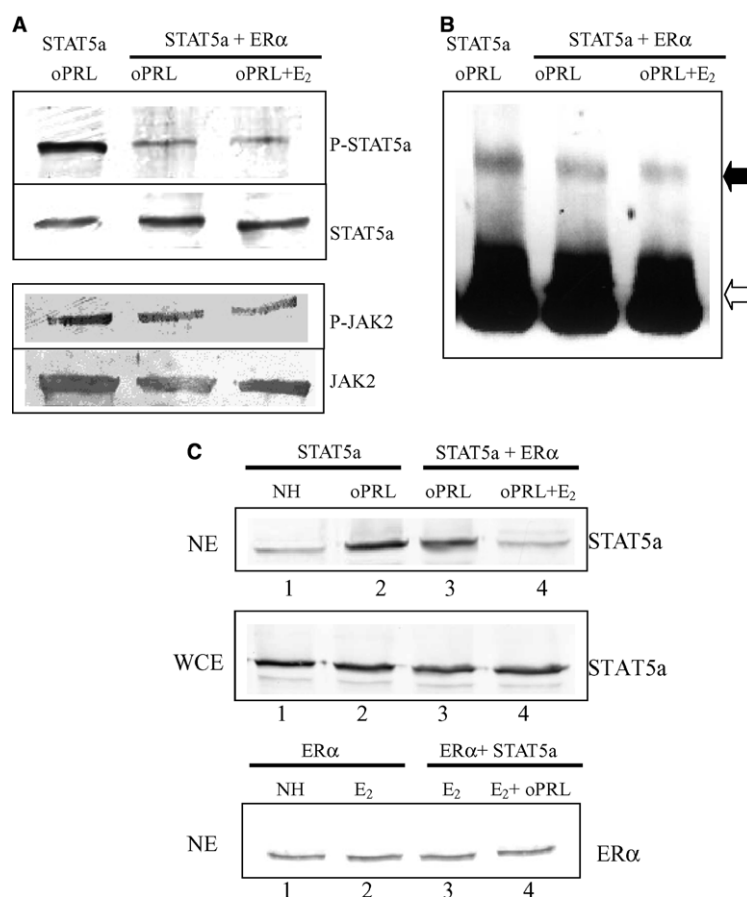 A
STAT5a STAT5a + ERα
oPRL oPRL oPRL+E₂
P-STAT5a
STAT5a
P-JAK2
JAK2
B
STAT5a STAT5a + ERα
oPRL oPRL oPRL+E₂
C
STAT5a STAT5a + ERα
NH oPRL oPRL oPRL+E₂
NE STAT5a
1 2 3 4
WCE STAT5a
1 2 3 4
ERα ERα+ STAT5a
NH E₂ E₂ E₂+ oPRL
NE ERα
1 2 3 4